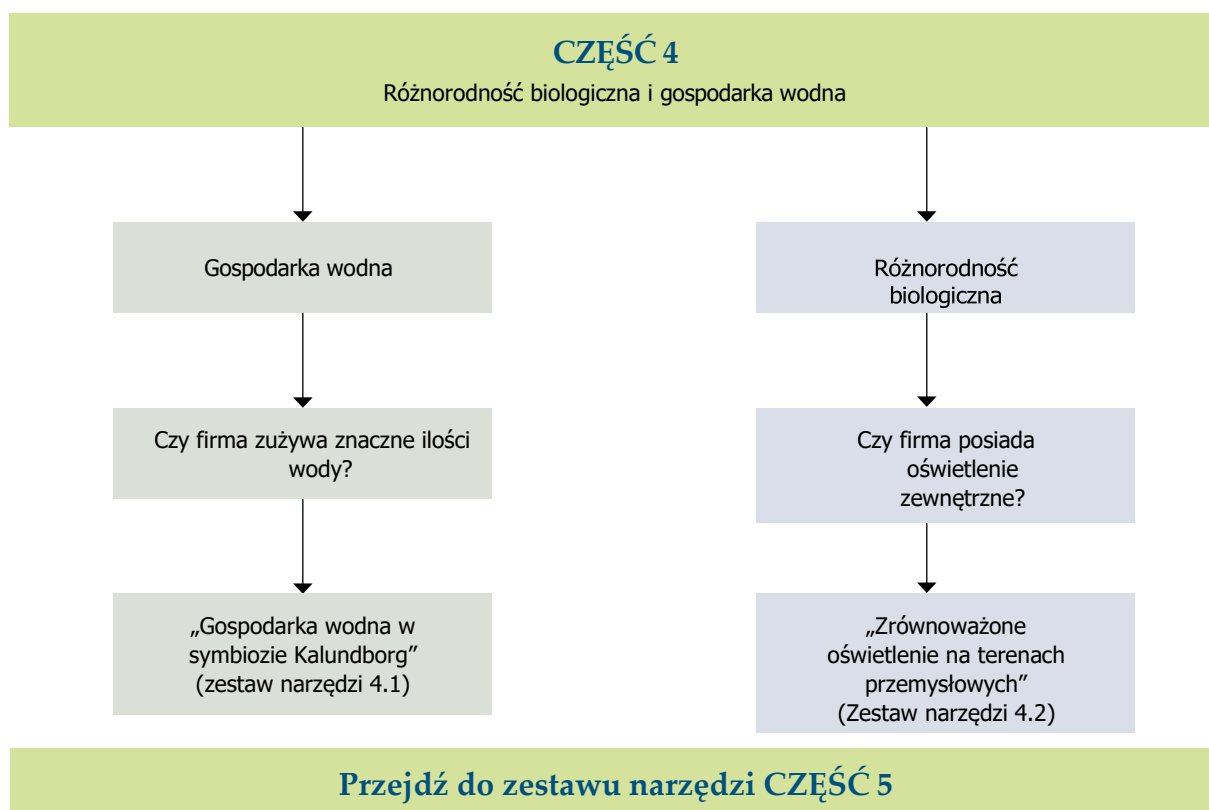 CZĘŚĆ 4
Różnorodność biologiczna i gospodarka wodna
Gospodarka wodna
Różnorodność
biologiczna
Czy firma zużywa znaczne ilości
wody?
Czy firma posiada
oświetlenie
zewnętrzne?
„Gospodarka wodna w
symbiozie Kalundborg”
(zestaw narzędzi 4.1)
„Zrównoważone
oświetlenie na terenach
przemysłowych”
(Zestaw narzędzi 4.2)
Przejdź do zestawu narzędzi CZĘŚĆ 5